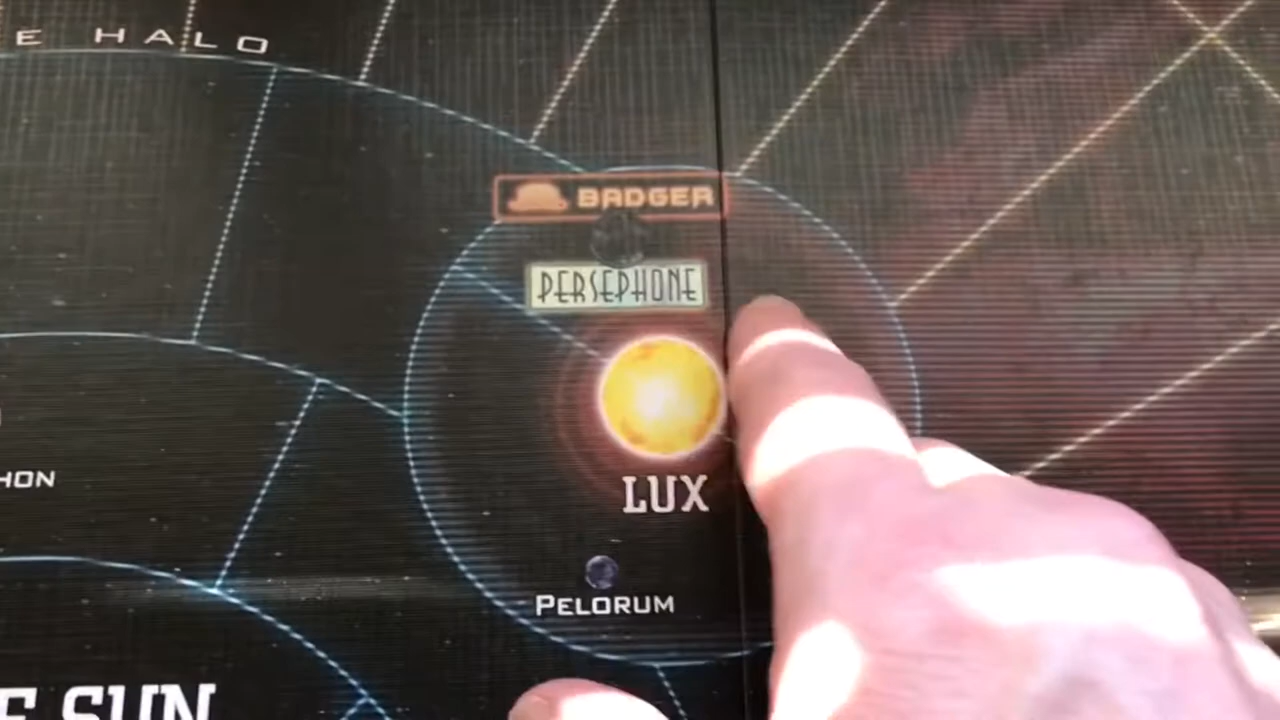 E HALO
BADGER
PERSEPHONE
LUX
HON
PELORUM
E SUN